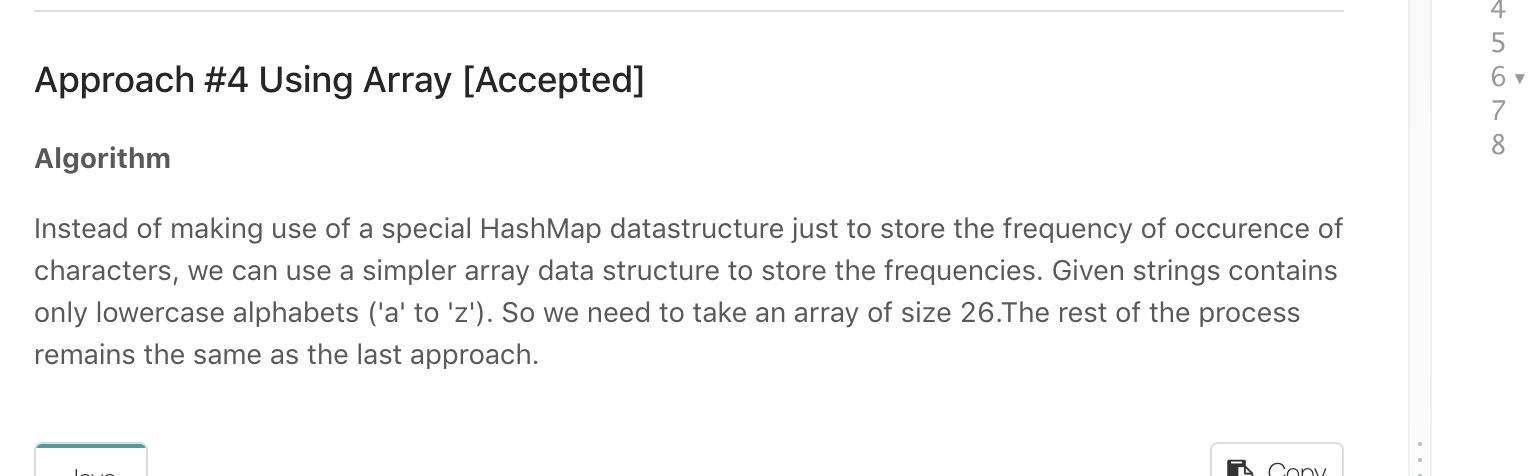 4
5
Approach #4 Using Array [Accepted]
6
7
Algorithm
8
Instead of making use of a special HashMap datastructure just to store the frequency of occurence of
characters, we can use a simpler array data structure to store the frequencies. Given strings contains
only lowercase alphabets ('a' to 'z'). So we need to take an array of size 26.The rest of the process
remains the same as the last approach.
Java
Copy